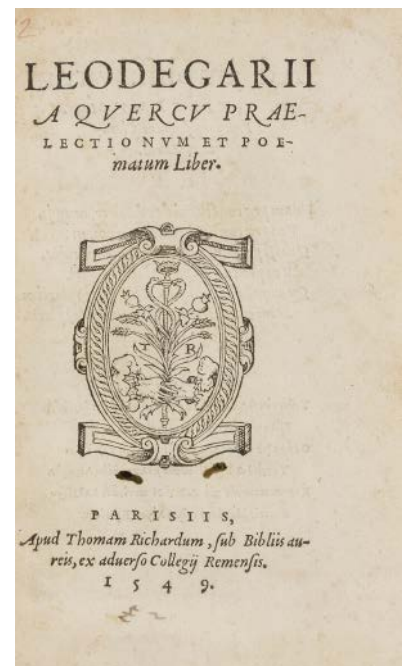 2
LEODEGARII
A QVERCV PRAE-
LECTIONVM ET POE-
matum Liber.
T R
PARISIIS,
Apud Thomam Richardum, sub Bibliis au-
reis, ex aduerso Collegij Remensis.
1549.